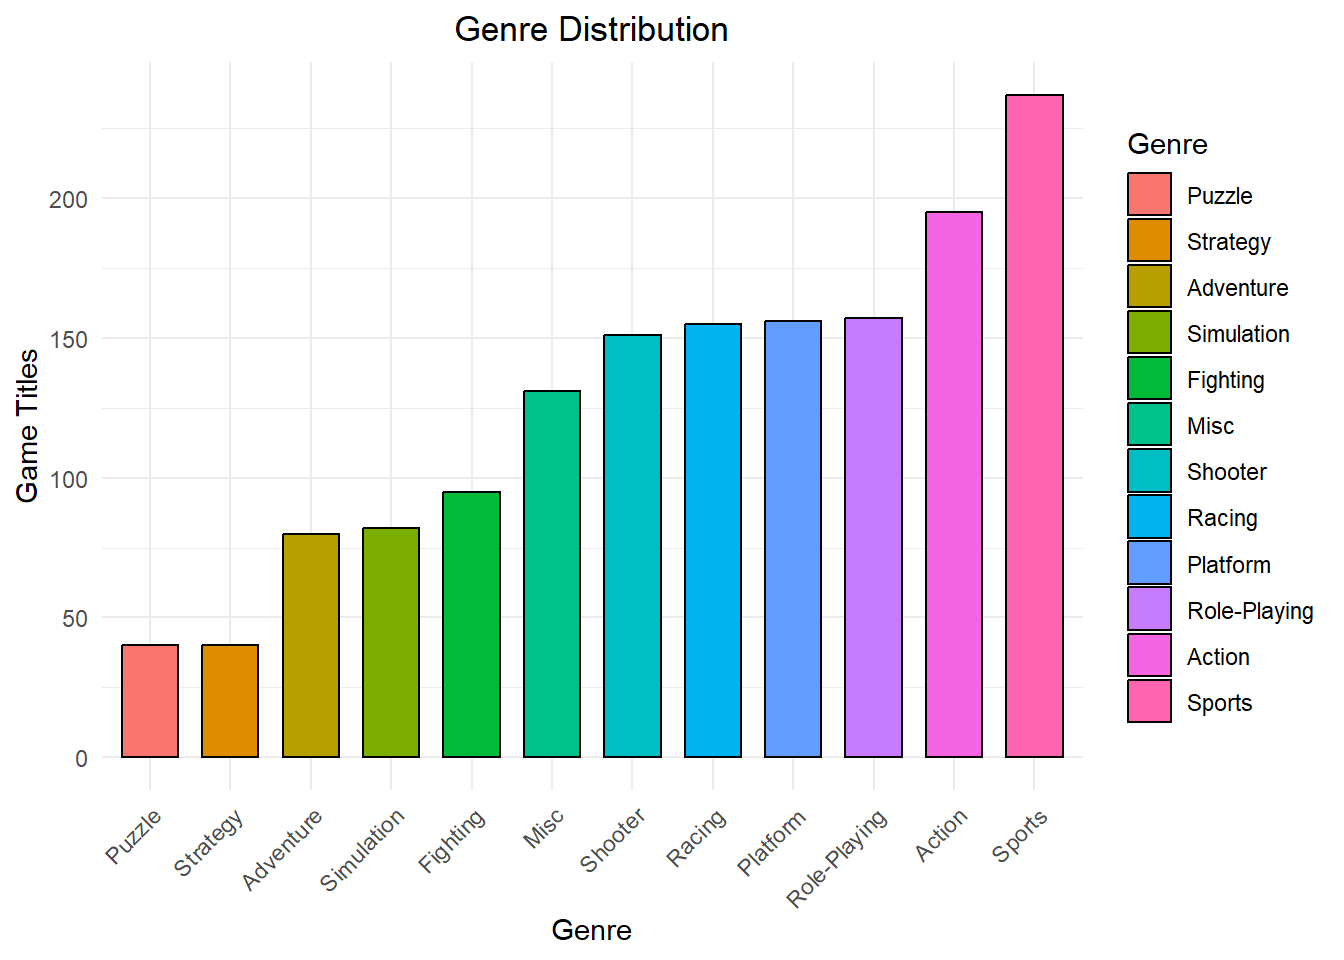 Genre Distribution
Game Titles
200
150
100
50
0
Puzzle
Strategy
Adventure
Simulation
Fighting
Misc
Shooter
Racing
Platform
Role-Playing
Action
Sports
Genre
Genre
Puzzle
Strategy
Adventure
Simulation
Fighting
Misc
Shooter
Racing
Platform
Role-Playing
Action
Sports